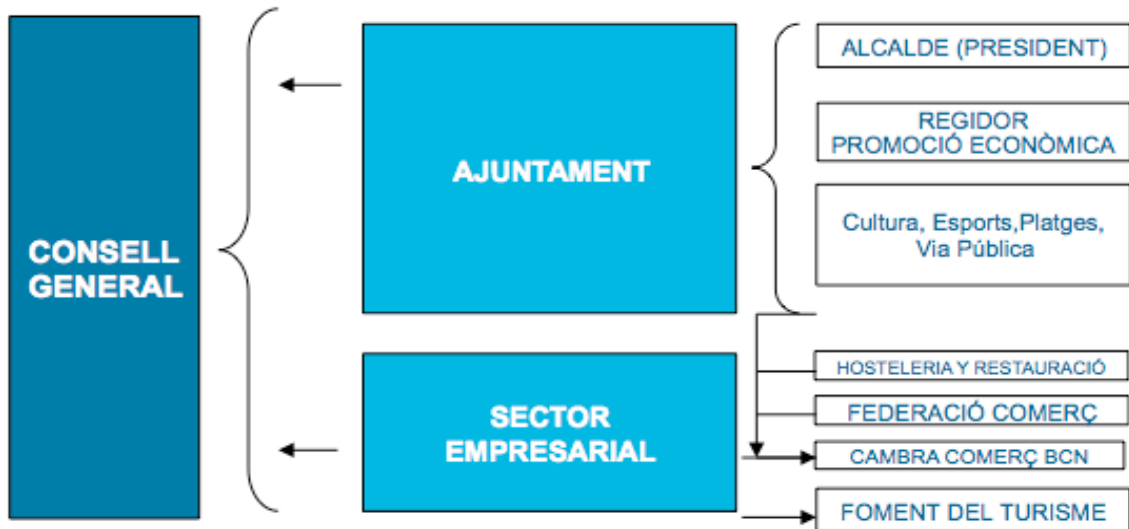 CONSELL
GENERAL
AJUNTAMENT
ALCALDE (PRESIDENT)
REGIDOR
PROMOCIÓ ECONÒMICA
Cultura, Esports,Platges,
Via Pública
SECTOR
EMPRESARIAL
HOSTELERIA Y RESTAURACIÓ
FEDERACIÓ COMERÇ
CAMBRA COMERÇ BCN
FOMENT DEL TURISME